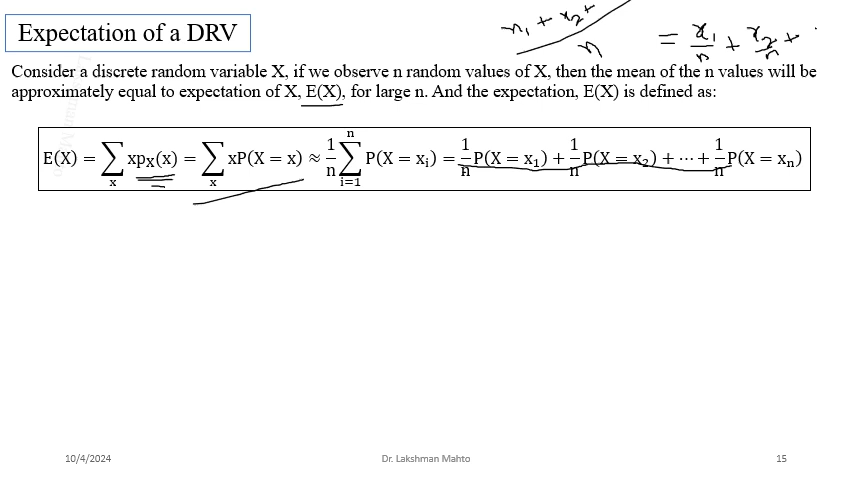 Expectation of a DRV
x₁ + x₂ +
n
= x₁/n + x₂/n +
Consider a discrete random variable X, if we observe n random values of X, then the mean of the n values will be
approximately equal to expectation of X, E(X), for large n. And the expectation, E(X) is defined as:
E(X) = ∑ₓ xpₓ(x) = ∑ₓ xP(X = x) ≈ 1/n ∑ⁿᵢ₌₁ P(X = xᵢ) = 1/n P(X = x₁) + 1/n P(X = x₂) + ⋯ + 1/n P(X = xₙ)
10/4/2024 Dr. Lakshman Mahto 15